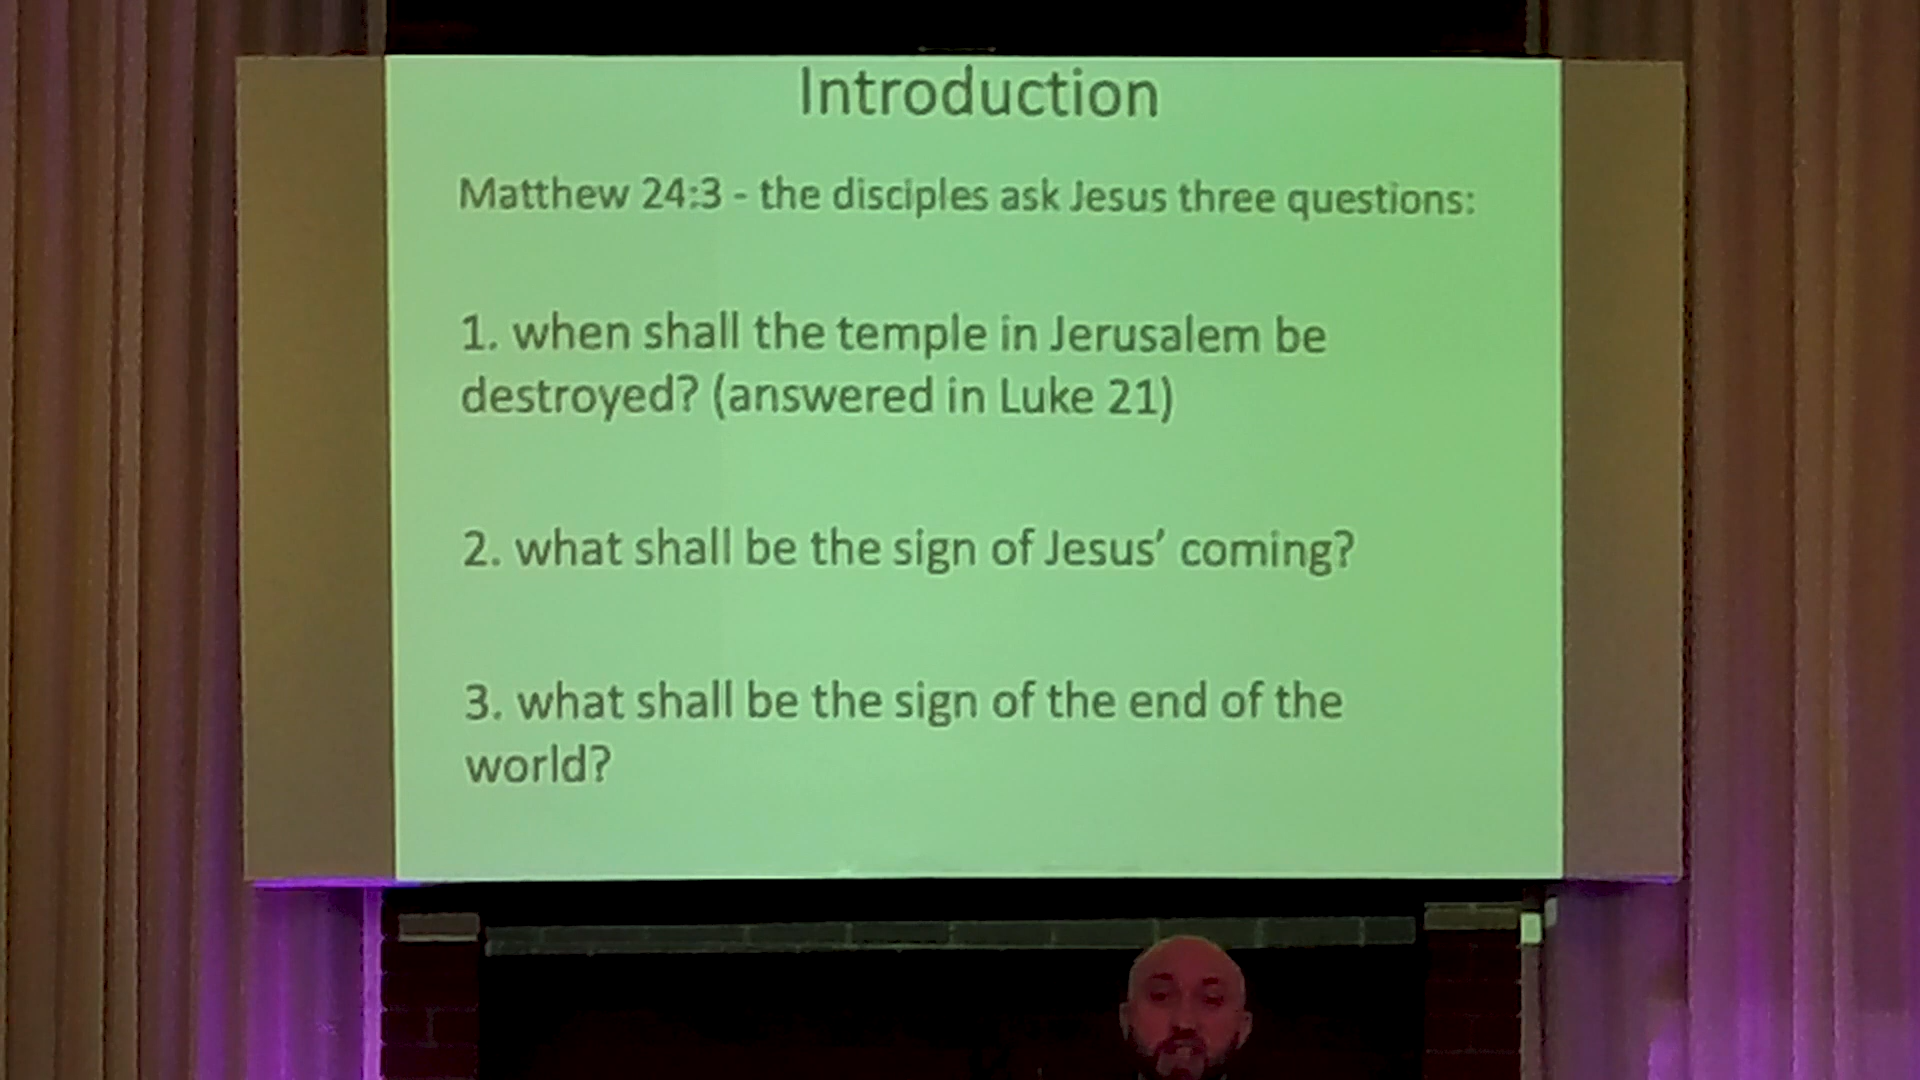 Introduction
Matthew 24:3 - the disciples ask Jesus three questions:
1. when shall the temple in Jerusalem be
destroyed? (answered in Luke 21)
2. what shall be the sign of Jesus’ coming?
3. what shall be the sign of the end of the
world?